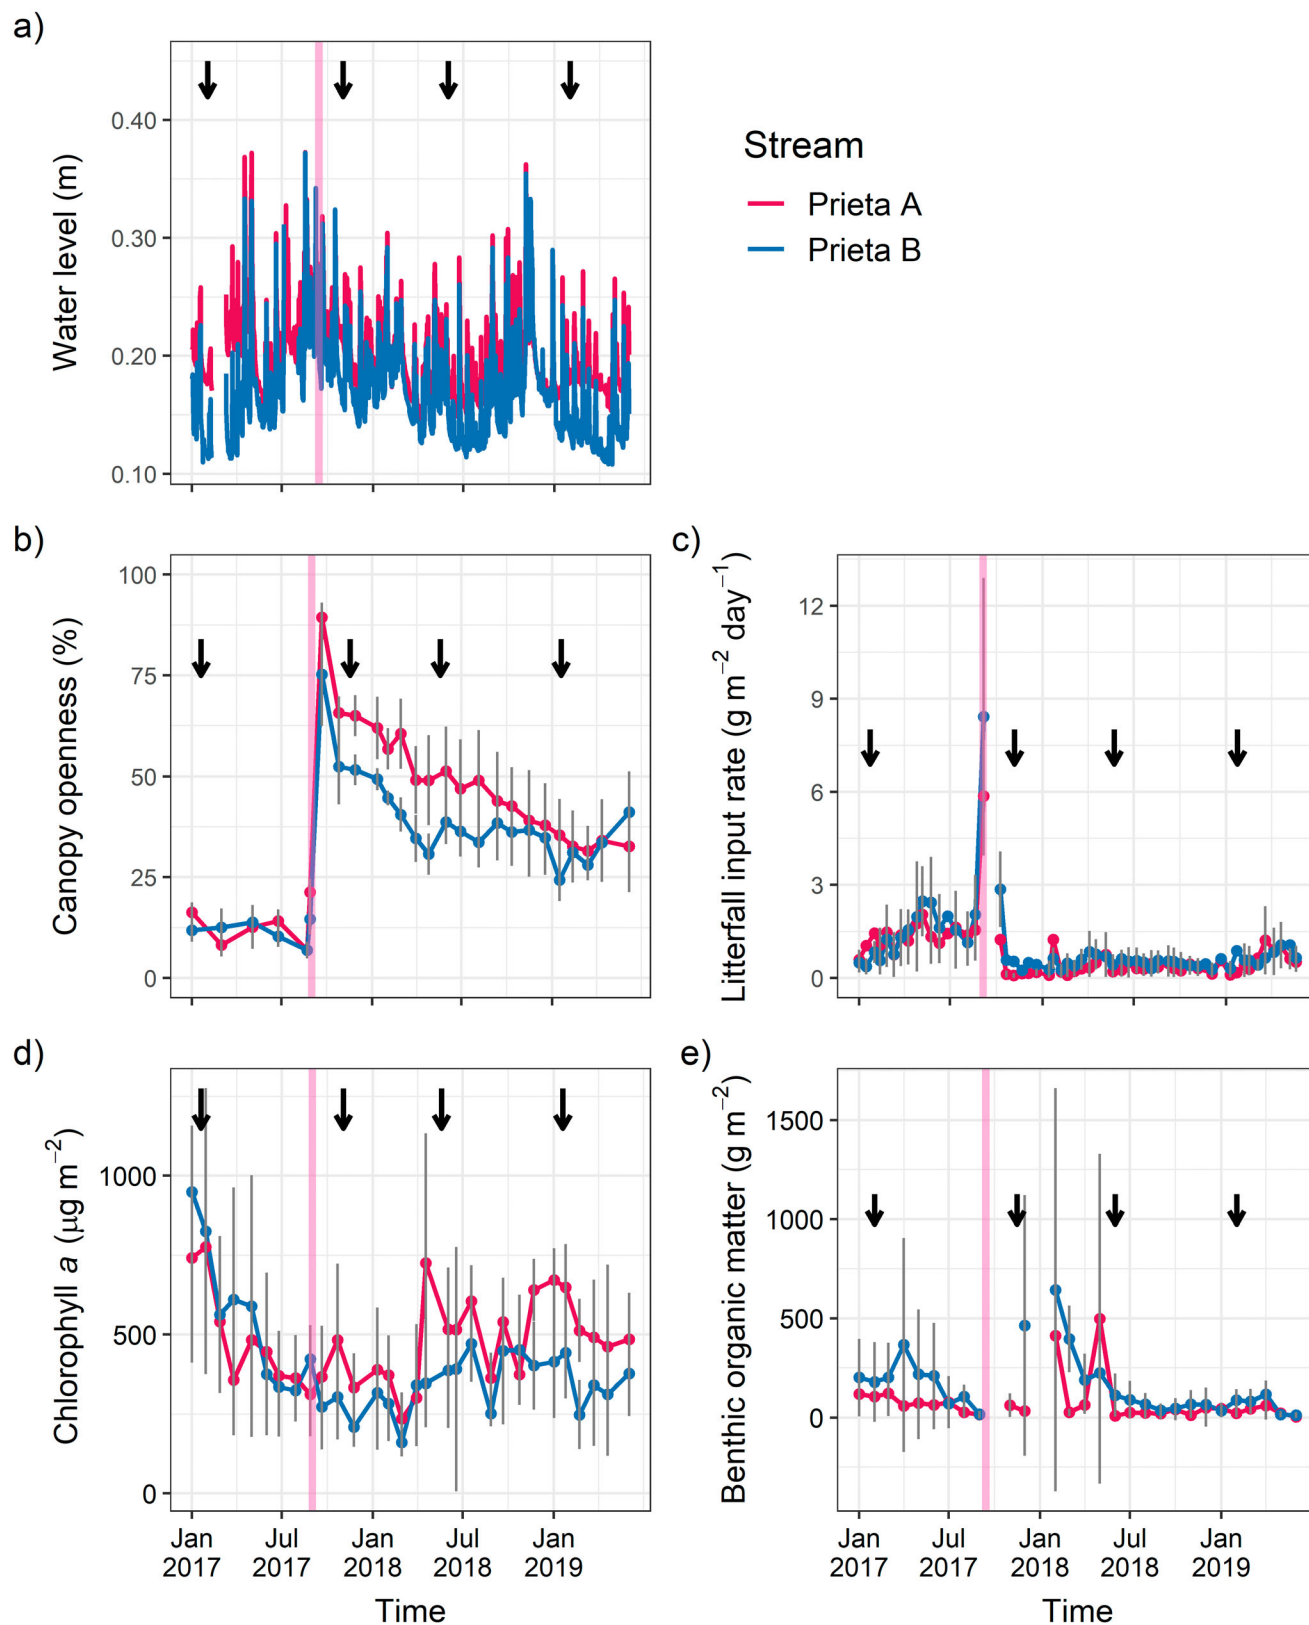 a)
Water level (m)
0.40
0.30
0.20
0.10
Stream
Prieta A
Prieta B
b)
Canopy openness (%)
100
75
50
25
0
c)
Litterfall input rate (g m⁻² day⁻¹)
12
9
6
3
0
d)
Chlorophyll a (μg m⁻²)
1000
500
0
Jan
2017
Jul
2017
Jan
2018
Jul
2018
Jan
2019
Time
e)
Benthic organic matter (g m⁻²)
1500
1000
500
0
Jan
2017
Jul
2017
Jan
2018
Jul
2018
Jan
2019
Time